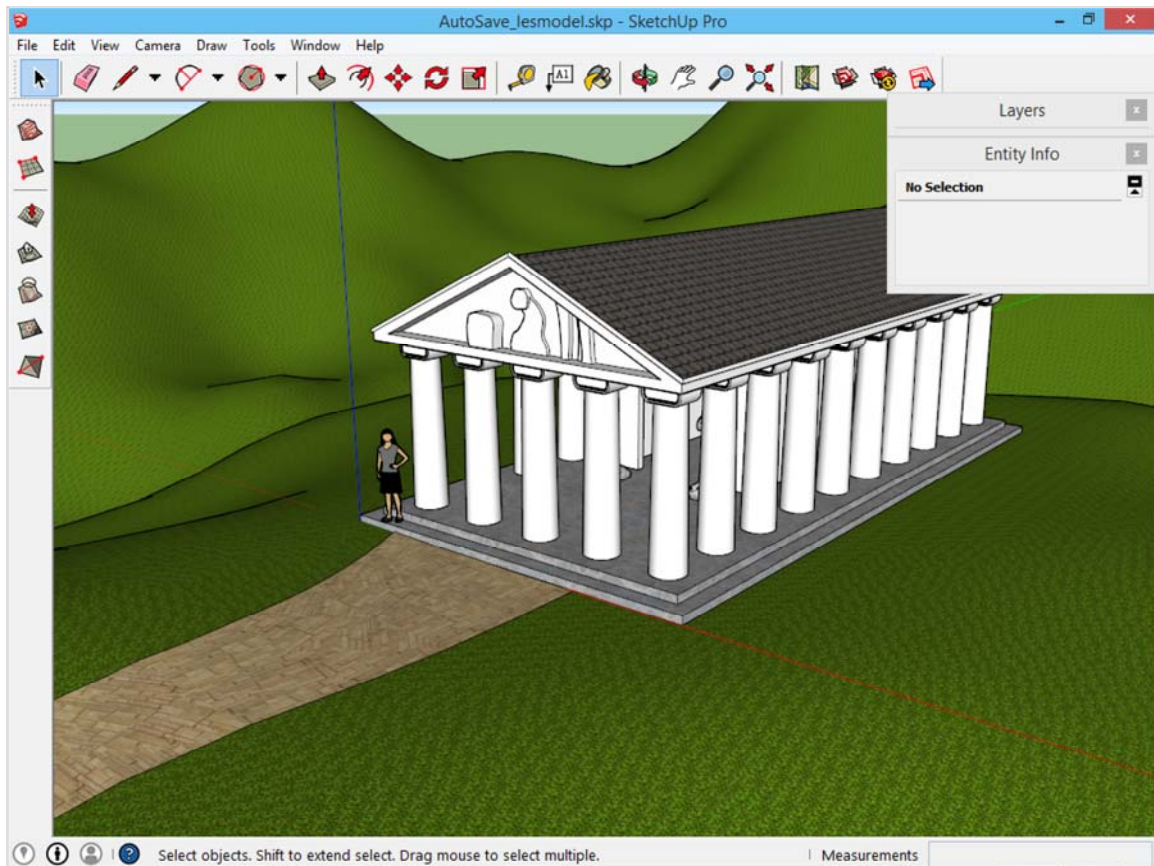 AutoSave_lesmodel.skp - SketchUp Pro
File Edit View Camera Draw Tools Window Help
A1
Layers
Entity Info
No Selection
Select objects. Shift to extend select. Drag mouse to select multiple.
Measurements